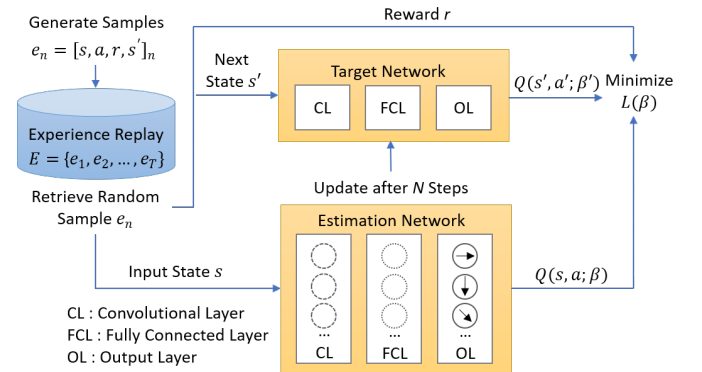 Generate Samples
e_n = [s, a, r, s′]_n
Experience Replay
E = {e_1, e_2, ... , e_T}
Retrieve Random
Sample e_n
Reward r
Next
State s′
Target Network
CL
FCL
OL
Q(s′, a′; β′)
Minimize
L(β)
Update after N Steps
Estimation Network
Input State s
...
CL
...
FCL
...
OL
Q(s, a; β)
CL : Convolutional Layer
FCL : Fully Connected Layer
OL : Output Layer